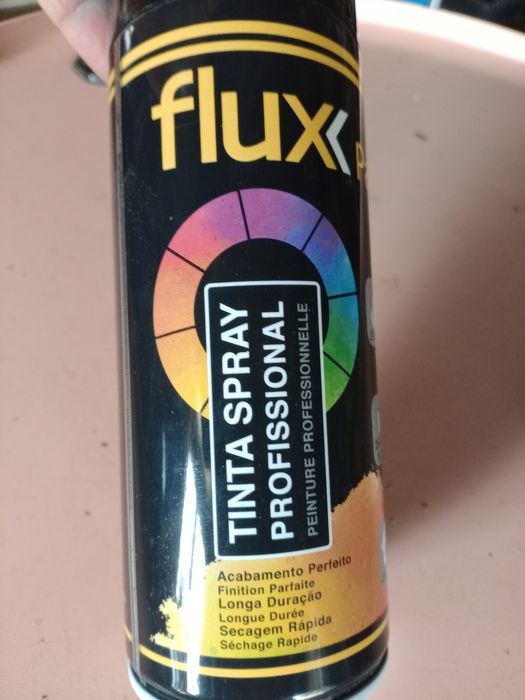 flux
TINTA SPRAY
PROFISSIONAL
PEINTURE PROFESSIONNELLE
Acabamento Perfeito
Finition Parfaite
Longa Duração
Longue Durée
Secagem Rápida
Séchage Rapide